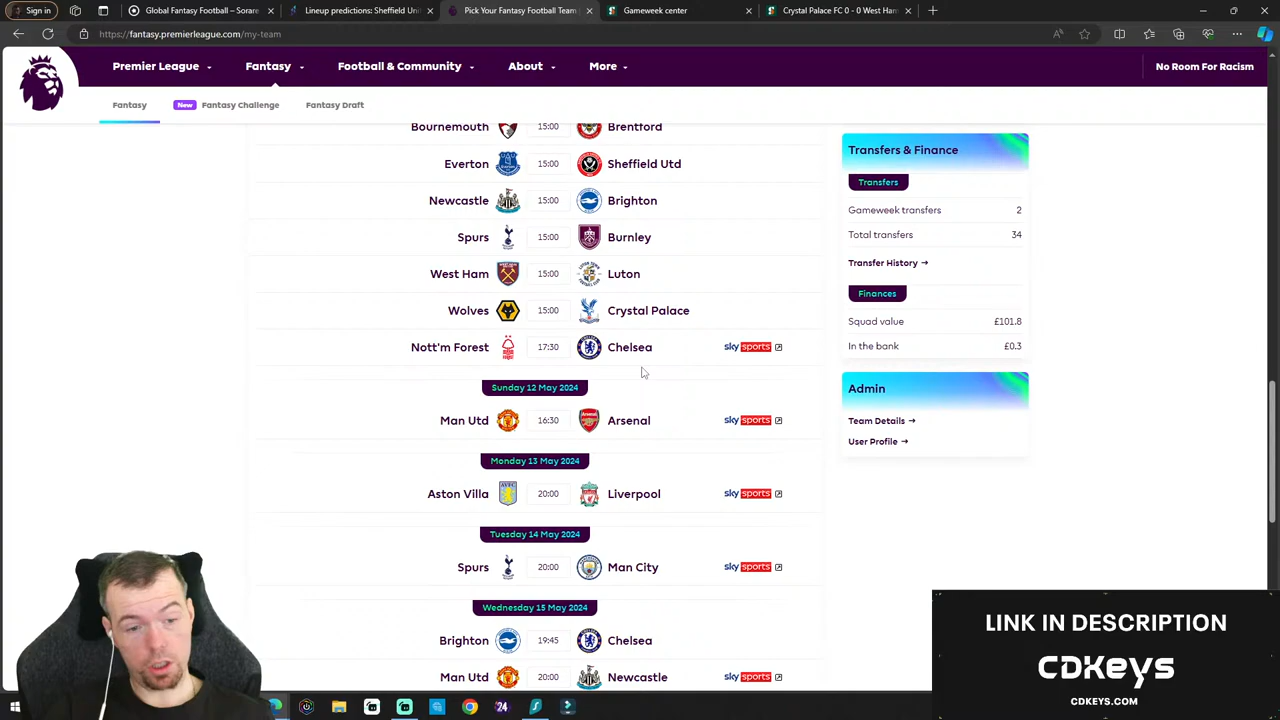 Sign in
Global Fantasy Football – Sorare
Lineup predictions: Sheffield Uni
Pick Your Fantasy Football Team
Gameweek center
Crystal Palace FC 0 - 0 West Ham
https://fantasy.premierleague.com/my-team
Premier League
Fantasy
Football & Community
About
More
No Room For Racism
Fantasy
New
Fantasy Challenge
Fantasy Draft
Bournemouth 15:00 Brentford
Everton 15:00 Sheffield Utd
Newcastle 15:00 Brighton
Spurs 15:00 Burnley
West Ham 15:00 Luton
Wolves 15:00 Crystal Palace
Nott'm Forest 17:30 Chelsea sky sports
Sunday 12 May 2024
Man Utd 16:30 Arsenal sky sports
Monday 13 May 2024
Aston Villa 20:00 Liverpool sky sports
Tuesday 14 May 2024
Spurs 20:00 Man City sky sports
Wednesday 15 May 2024
Brighton 19:45 Chelsea
Man Utd 20:00 Newcastle sky sports
Transfers & Finance
Transfers
Gameweek transfers 2
Total transfers 34
Transfer History →
Finances
Squad value £101.8
In the bank £0.3
Admin
Team Details →
User Profile →
LINK IN DESCRIPTION
CDKeys
CDKEYS.COM